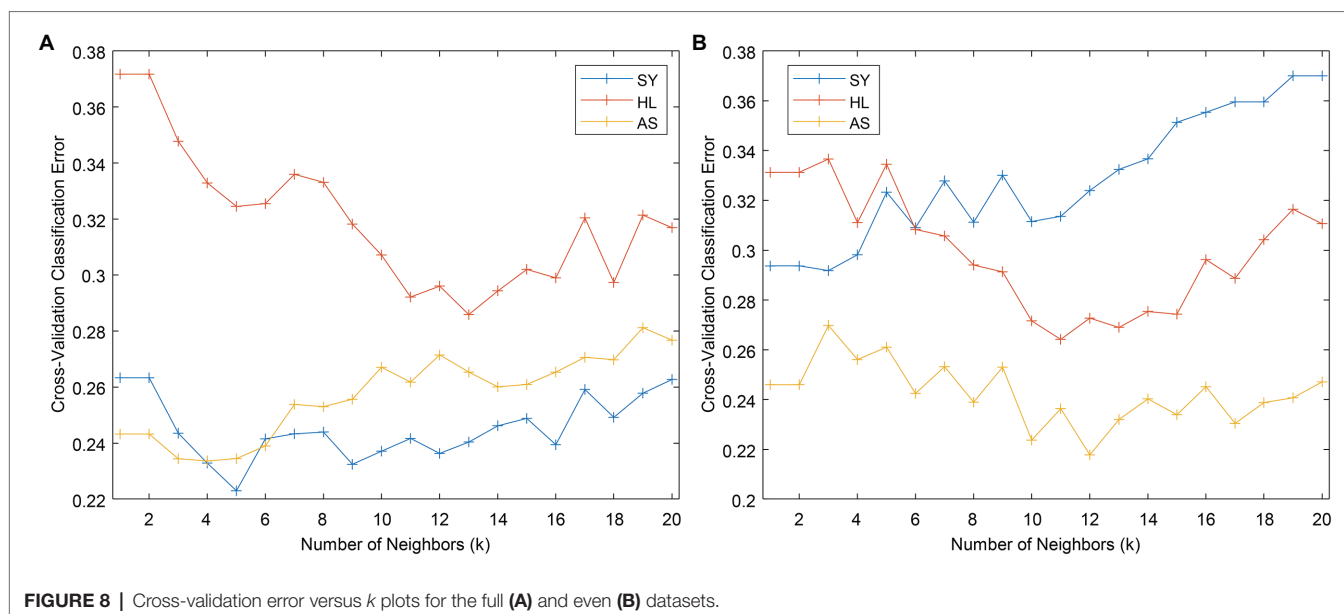 A
0.38
0.36
0.34
0.32
0.3
0.28
0.26
0.24
0.22
Cross-Validation Classification Error
SY
HL
AS
2 4 6 8 10 12 14 16 18 20
Number of Neighbors (k)
B
0.38
0.36
0.34
0.32
0.3
0.28
0.26
0.24
0.22
0.2
Cross-Validation Classification Error
SY
HL
AS
2 4 6 8 10 12 14 16 18 20
Number of Neighbors (k)
FIGURE 8 | Cross-validation error versus k plots for the full (A) and even (B) datasets.